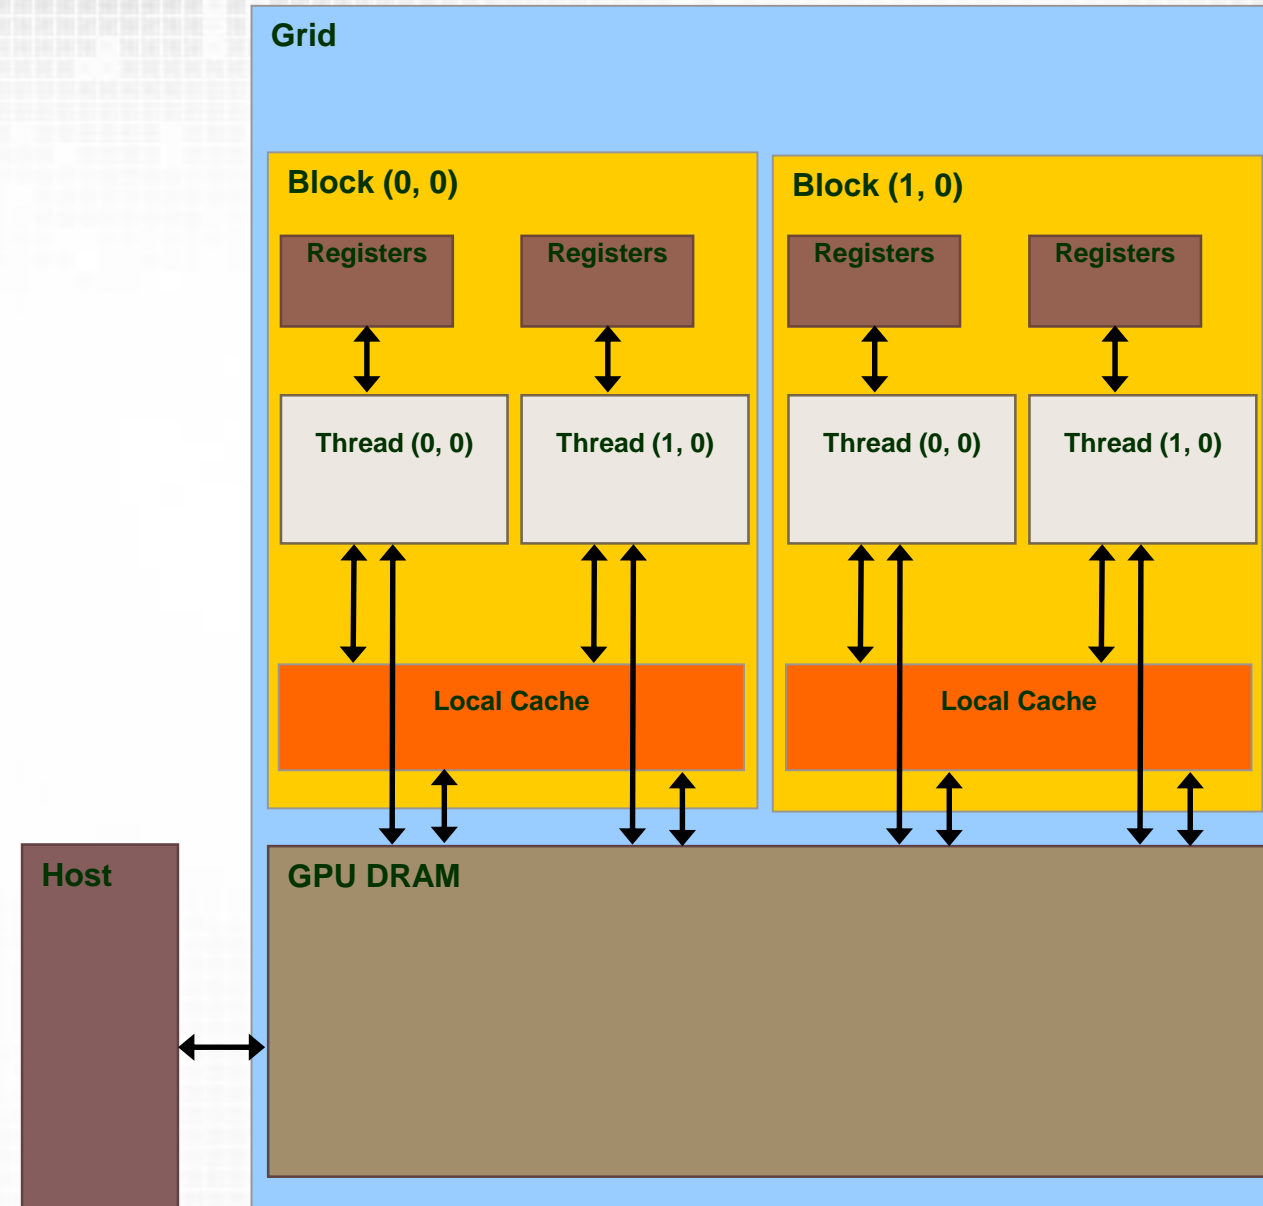 Grid
Block (0, 0)
Block (1, 0)
Registers
Registers
Registers
Registers
Thread (0, 0)
Thread (1, 0)
Thread (0, 0)
Thread (1, 0)
Local Cache
Local Cache
Host
GPU DRAM